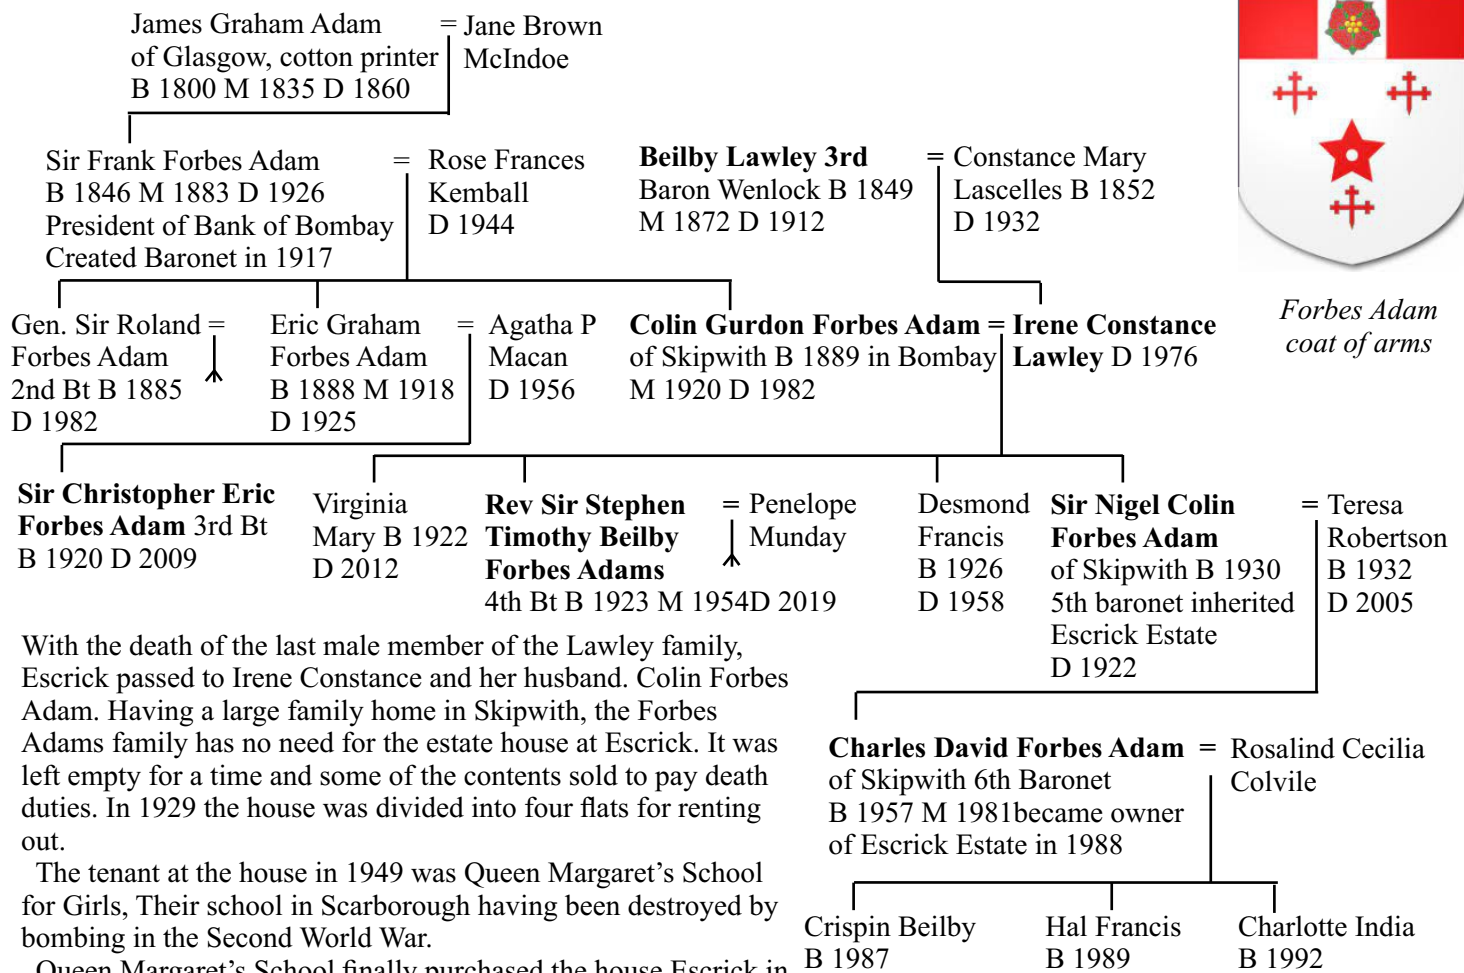 James Graham Adam
of Glasgow, cotton printer
B 1800 M 1835 D 1860
= Jane Brown
McIndoe
Sir Frank Forbes Adam
B 1846 M 1883 D 1926
President of Bank of Bombay
Created Baronet in 1917
= Rose Frances
Kemball
D 1944
Beilby Lawley 3rd
Baron Wenlock B 1849
M 1872 D 1912
= Constance Mary
Lascelles B 1852
D 1932
Forbes Adam
coat of arms
Gen. Sir Roland =
Forbes Adam
2nd Bt B 1885
D 1982
Eric Graham
Forbes Adam
B 1888 M 1918
D 1925
= Agatha P
Macan
D 1956
Colin Gurdon Forbes Adam =
of Skipwith B 1889 in Bombay
M 1920 D 1982
Irene Constance
Lawley D 1976
Sir Christopher Eric
Forbes Adam 3rd Bt
B 1920 D 2009
Virginia
Mary B 1922
D 2012
Rev Sir Stephen
Timothy Beilby
Forbes Adams
4th Bt B 1923 M 1954D 2019
= Penelope
Munday
Desmond
Francis
B 1926
D 1958
Sir Nigel Colin
Forbes Adam
of Skipwith B 1930
5th baronet inherited
Escrick Estate
D 1922
= Teresa
Robertson
B 1932
D 2005
With the death of the last male member of the Lawley family,
Escrick passed to Irene Constance and her husband. Colin Forbes
Adam. Having a large family home in Skipwith, the Forbes
Adams family has no need for the estate house at Escrick. It was
left empty for a time and some of the contents sold to pay death
duties. In 1929 the house was divided into four flats for renting
out.
The tenant at the house in 1949 was Queen Margaret's School
for Girls, Their school in Scarborough having been destroyed by
bombing in the Second World War.
Queen Margaret's School finally purchased the house Escrick in
Charles David Forbes Adam =
of Skipwith 6th Baronet
B 1957 M 1981became owner
of Escrick Estate in 1988
Rosalind Cecilia
Colvile
Crispin Beilby
B 1987
Hal Francis
B 1989
Charlotte India
B 1992